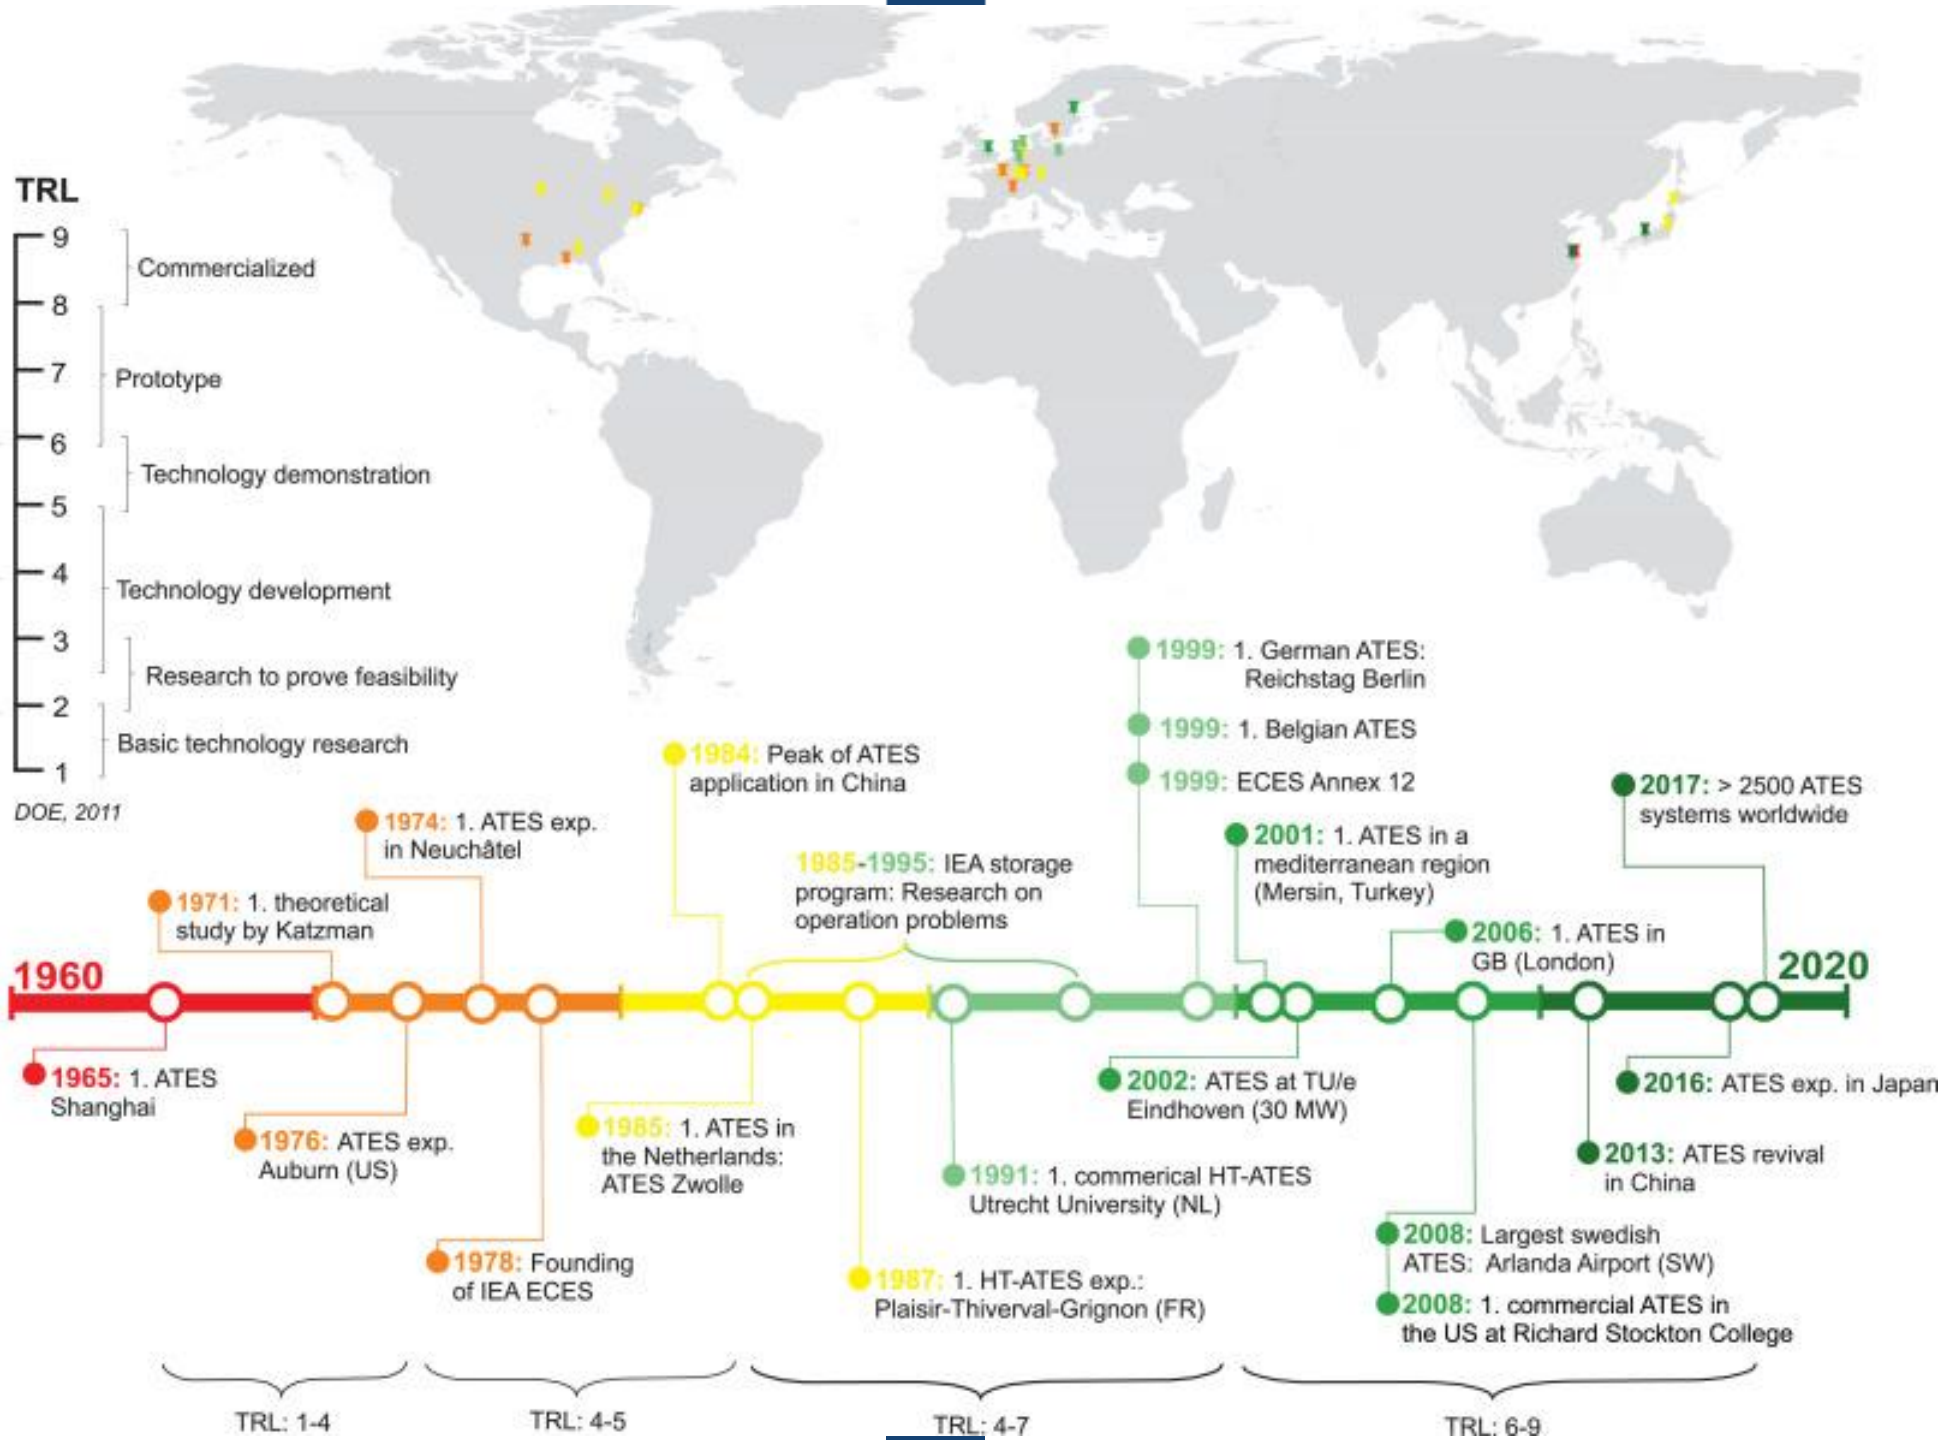 TRL
9
Commercialized
8
7
Prototype
6
Technology demonstration
5
4
Technology development
3
Research to prove feasibility
2
Basic technology research
1
DOE, 2011
1999: 1. German ATES:
Reichstag Berlin
1999: 1. Belgian ATES
1999: ECES Annex 12
1984: Peak of ATES
application in China
2017: > 2500 ATES
systems worldwide
1974: 1. ATES exp.
in Neuchâtel
2001: 1. ATES in a
mediterranean region
(Mersin, Turkey)
1985-1995: IEA storage
program: Research on
operation problems
1971: 1. theoretical
study by Katzman
2006: 1. ATES in
GB (London)
1960
2020
1965: 1. ATES
Shanghai
2002: ATES at TU/e
Eindhoven (30 MW)
2016: ATES exp. in Japan
1976: ATES exp.
Auburn (US)
1985: 1. ATES in
the Netherlands:
ATES Zwolle
2013: ATES revival
in China
1991: 1. commerical HT-ATES
Utrecht University (NL)
2008: Largest swedish
ATES: Arlanda Airport (SW)
1978: Founding
of IEA ECES
1987: 1. HT-ATES exp.:
Plaisir-Thiverval-Grignon (FR)
2008: 1. commercial ATES in
the US at Richard Stockton College
TRL: 1-4
TRL: 4-5
TRL: 4-7
TRL: 6-9